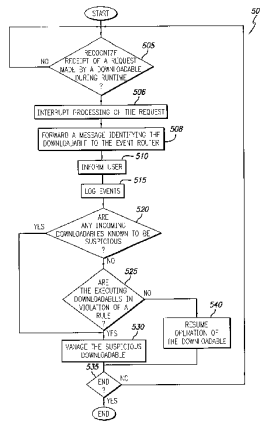 50
START
505
RECOGNIZE
RECEIPT OF A REQUEST
MADE BY A DOWNLOADABLE
DURING RUNTIME
?
NO
506
INTERRUPT PROCESSING OF THE REQUEST
508
FORWARD A MESSAGE IDENTIFYING THE
DOWNLOADABLE TO THE EVENT ROUTER
510
INFORM USER
515
LOG EVENTS
520
YES
ARE
ANY INCOMING
DOWNLOADABLES KNOWN TO BE
SUSPICIOUS
?
NO
525
ARE
THE EXECUTING
DOWNLOADABLES IN
VIOLATION OF A
RULE ?
NO
540
RESUME
OPERATION OF
THE DOWNLOADABLE
YES
530
MANAGE THE SUSPICIOUS
DOWNLOADABLE
535
END
?
NO
YES
END